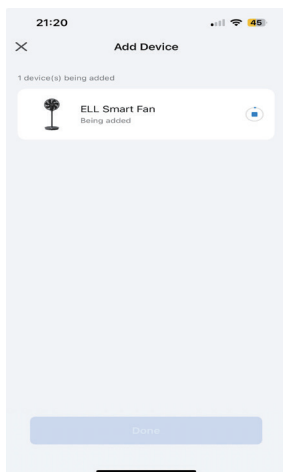 21:20
45
Add Device
1 device(s) being added
ELL Smart Fan
Being added
Done